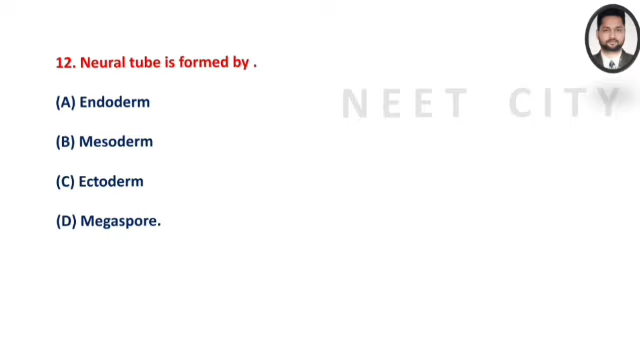 12. Neural tube is formed by .
(A) Endoderm
NEET CITY
(B) Mesoderm
(C) Ectoderm
(D) Megaspore.